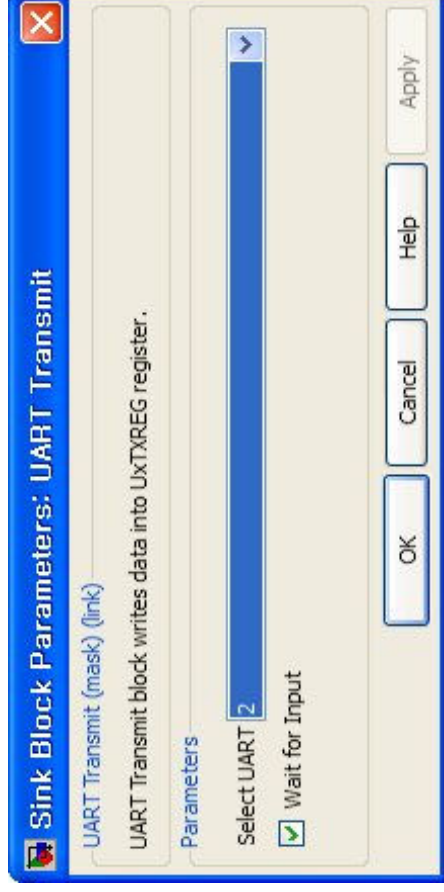 Sink Block Parameters: UART Transmit
UART Transmit (mask) (link)
UART Transmit block writes data into UxTXREG register.
Parameters
Select UART 2
Wait for Input
OK Cancel Help Apply